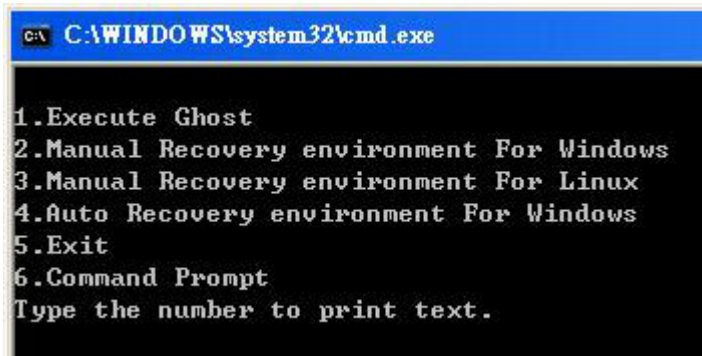 C:\WINDOWS\system32\cmd.exe
1.Execute Ghost
2.Manual Recovery environment For Windows
3.Manual Recovery environment For Linux
4.Auto Recovery environment For Windows
5.Exit
6.Command Prompt
Type the number to print text.